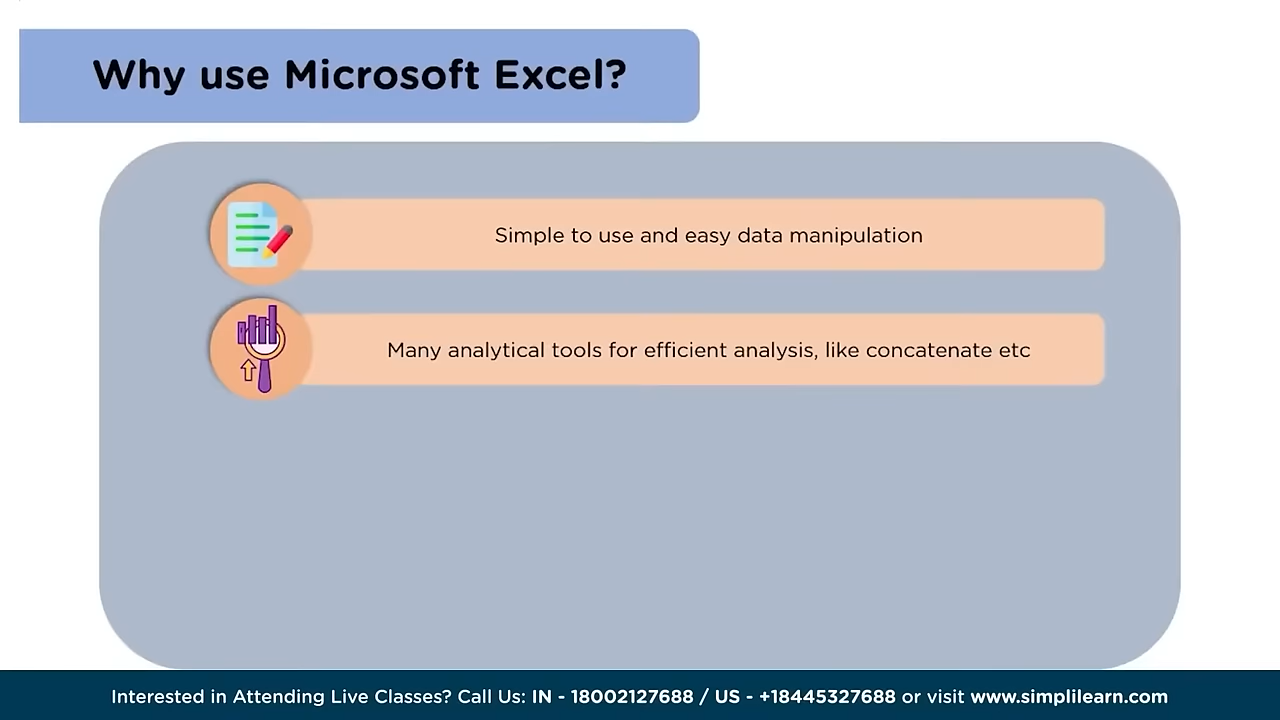 Why use Microsoft Excel?
Simple to use and easy data manipulation
Many analytical tools for efficient analysis, like concatenate etc
Interested in Attending Live Classes? Call Us: IN - 18002127688 / US - +18445327688 or visit www.simplilearn.com